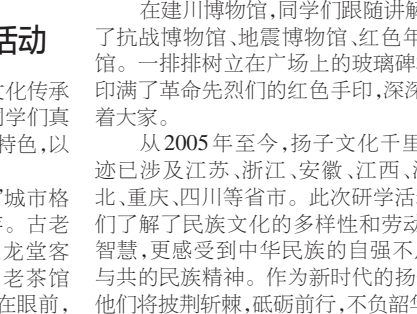 活动
文化传承
同学们真
特色,以
”城市格
。古老
龙堂客
老茶馆
在眼前,
在建川博物馆,同学们跟随讲解
了抗战博物馆、地震博物馆、红色年
馆。一排排树立在广场上的玻璃碑
印满了革命先烈们的红色手印,深深
着大家。
从2005年至今,扬子文化千里
迹已涉及江苏、浙江、安徽、江西、
北、重庆、四川等省市。此次研学活
们了解了民族文化的多样性和劳动
智慧,更感受到中华民族的自强不
与共的民族精神。作为新时代的扬
他们将披荆斩棘,砥砺前行,不负韶华